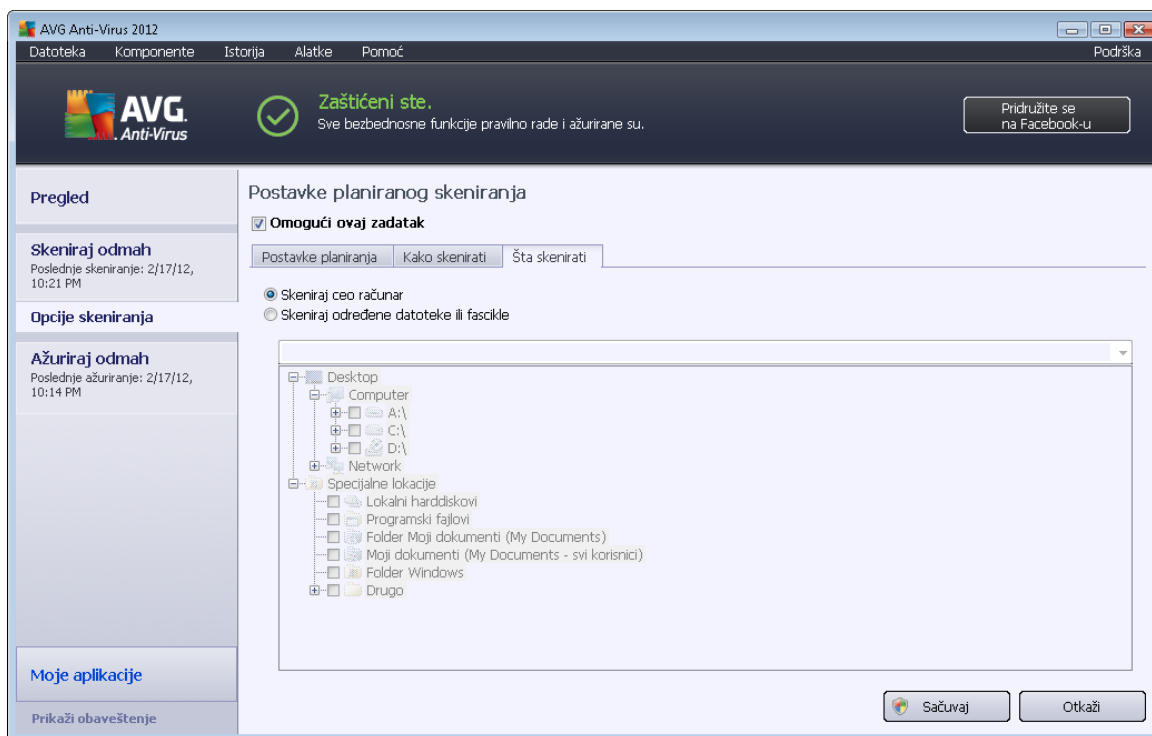 AVG Anti-Virus 2012
Datoteka Komponente Istorija Alatke Pomoć Podrška
AVG.
Anti-Virus
Zaštićeni ste.
Sve bezbednosne funkcije pravilno rade i ažurirane su.
Pridružite se
na Facebook-u
Pregled
Skeniraj odmah
Poslednje skeniranje: 2/17/12,
10:21 PM
Opcije skeniranja
Ažuriraj odmah
Poslednje ažuriranje: 2/17/12,
10:14 PM
Moje aplikacije
Prikaži obaveštenje
Postavke planiranog skeniranja
Omogući ovaj zadatak
Postavke planiranja Kako skenirati Šta skenirati
Skeniraj ceo računar
Skeniraj određene datoteke ili fascikle
Desktop
Computer
A:\
C:\
D:\
Network
Specijalne lokacije
Lokalni harddiskovi
Programski fajlovi
Folder Moji dokumenti (My Documents)
Moji dokumenti (My Documents - svi korisnici)
Folder Windows
Drugo
Sačuvaj Otkaži